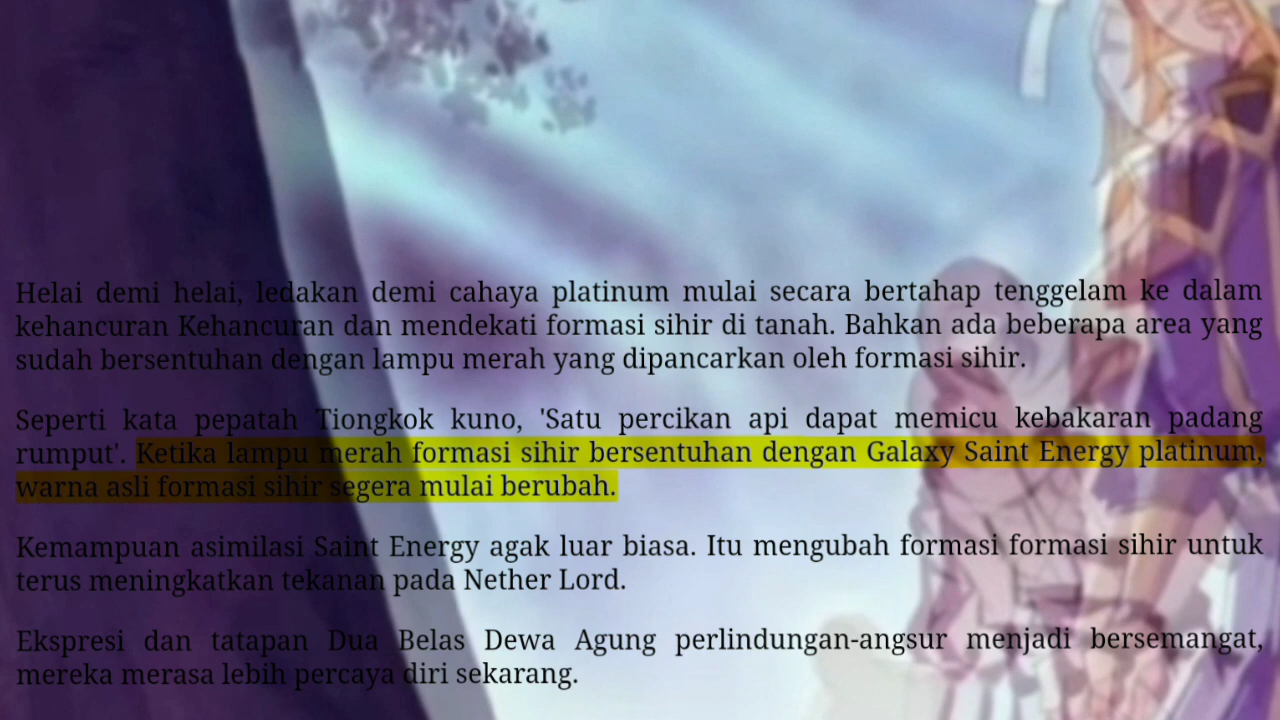 Helai demi helai, ledakan demi cahaya platinum mulai secara bertahap tenggelam ke dalam
kehancuran Kehancuran dan mendekati formasi sihir di tanah. Bahkan ada beberapa area yang
sudah bersentuhan dengan lampu merah yang dipancarkan oleh formasi sihir.
Seperti kata pepatah Tiongkok kuno, 'Satu percikan api dapat memicu kebakaran padang
rumput'. Ketika lampu merah formasi sihir bersentuhan dengan Galaxy Saint Energy platinum,
warna asli formasi sihir segera mulai berubah.
Kemampuan asimilasi Saint Energy agak luar biasa. Itu mengubah formasi formasi sihir untuk
terus meningkatkan tekanan pada Nether Lord.
Ekspresi dan tatapan Dua Belas Dewa Agung perlindungan-angsur menjadi bersemangat,
mereka merasa lebih percaya diri sekarang.